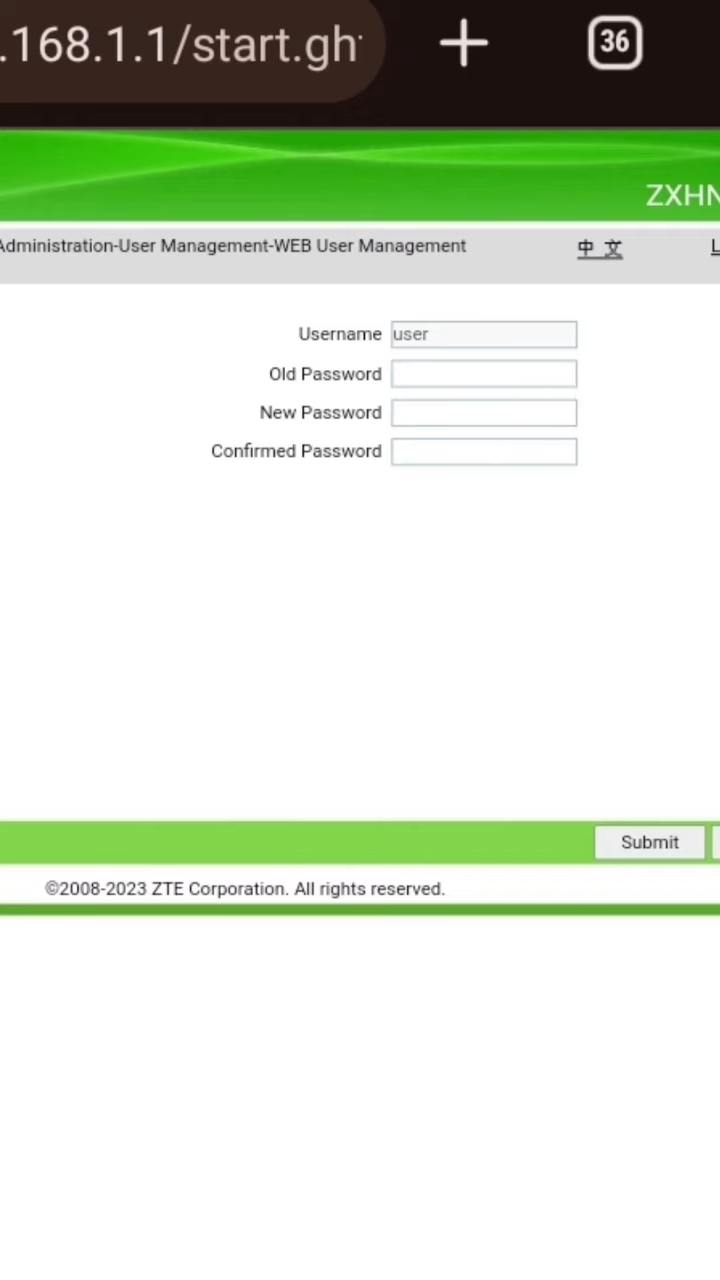 .168.1.1/start.gh
36
ZXHN
Administration-User Management-WEB User Management
中 文
Username
user
Old Password
New Password
Confirmed Password
Submit
©2008-2023 ZTE Corporation. All rights reserved.